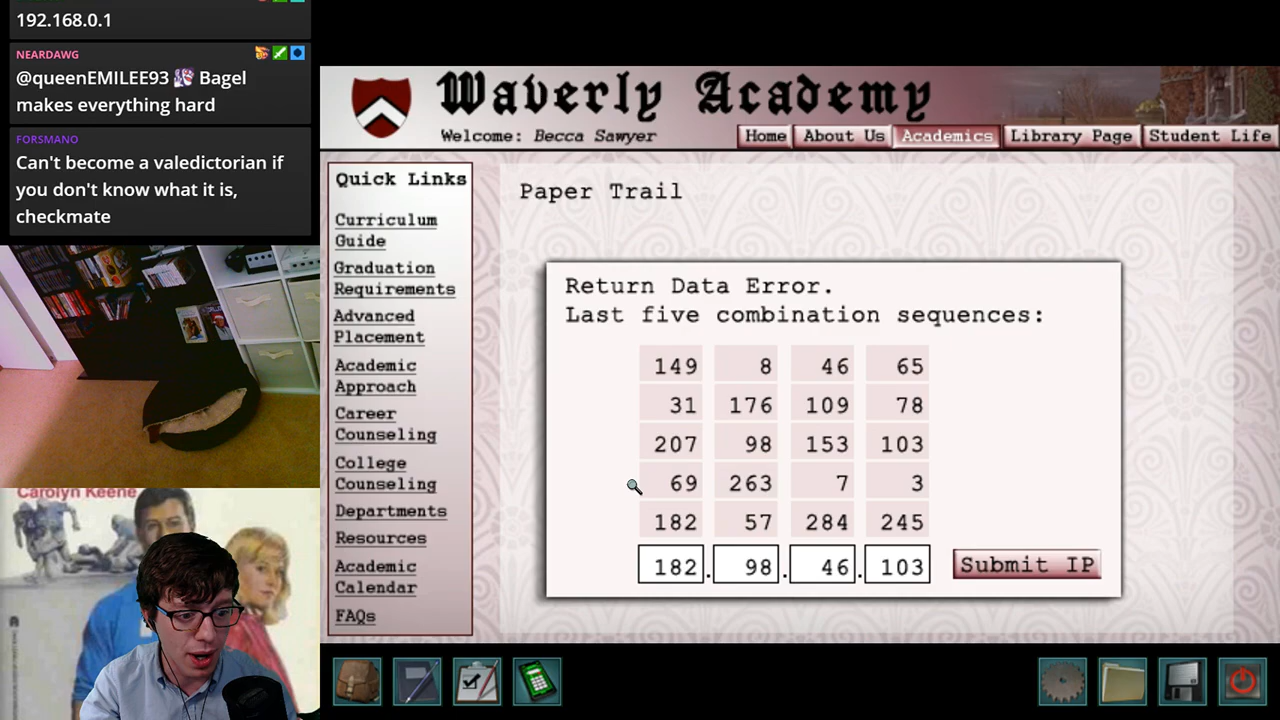 192.168.0.1
NEARDAWG
@queenEMILEE93 Bagel
makes everything hard
FORSMANO
Can't become a valedictorian if
you don't know what it is,
checkmate
Carolyn Keene
Waverly Academy
Welcome: Becca Sawyer
Home About Us Academics Library Page Student Life
Quick Links
Curriculum
Guide
Graduation
Requirements
Advanced
Placement
Academic
Approach
Career
Counseling
College
Counseling
Departments
Resources
Academic
Calendar
FAQs
Paper Trail
Return Data Error.
Last five combination sequences:
149 8 46 65
31 176 109 78
207 98 153 103
69 263 7 3
182 57 284 245
182.98.46.103 Submit IP